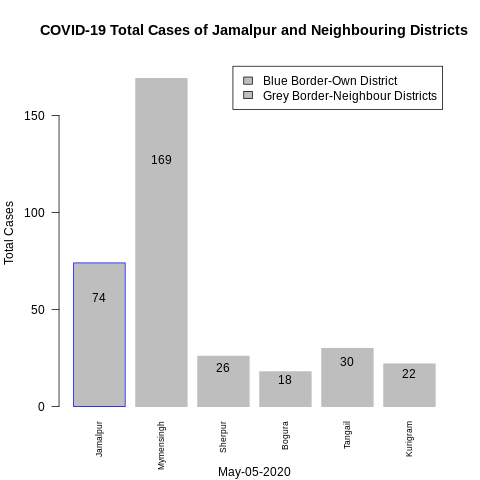 COVID-19 Total Cases of Jamalpur and Neighbouring Districts
Blue Border-Own District
Grey Border-Neighbour Districts
Total Cases
150
100
50
0
74
169
26
18
30
22
Jamalpur
Mymensingh
Sherpur
Bogura
Tangail
Kurigram
May-05-2020